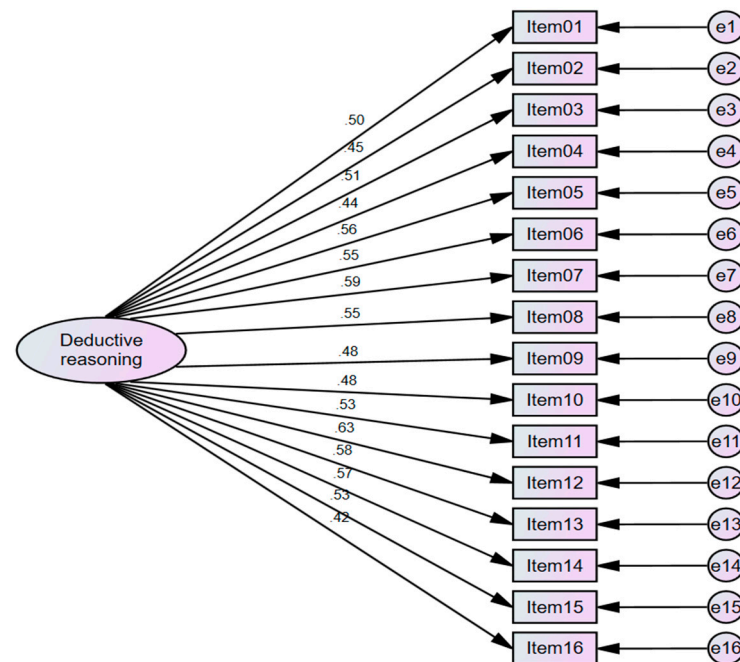 Item01 e1
Item02 e2
Item03 e3
.50
Item04 e4
.45
.51
Item05 e5
.44
.56
Item06 e6
.55
Item07 e7
.59
.55
Item08 e8
Deductive
reasoning
.48
Item09 e9
.48
Item10 e10
.53
.63
Item11 e11
.58
.57
Item12 e12
.53
.42
Item13 e13
Item14 e14
Item15 e15
Item16 e16